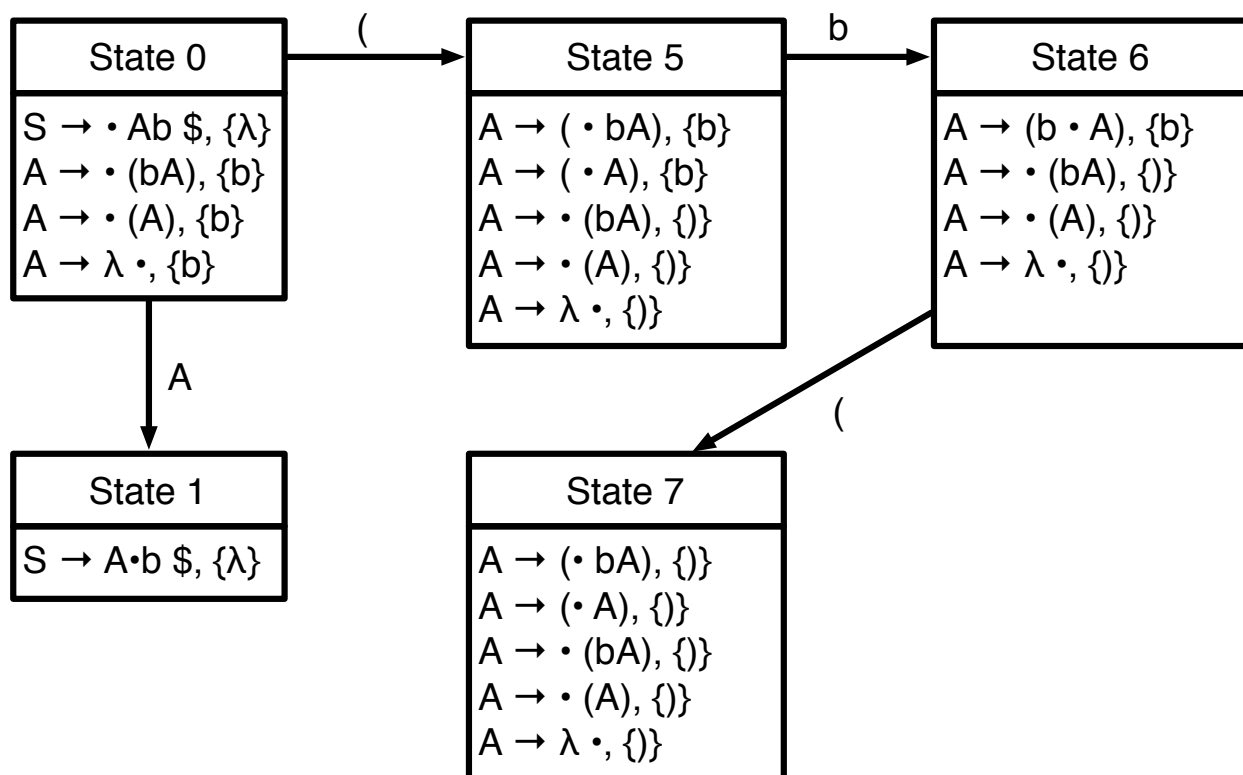 State 0
S → • Ab $, {λ}
A → • (bA), {b}
A → • (A), {b}
A → λ •, {b}
(
State 5
A → ( • bA), {b}
A → ( • A), {b}
A → • (bA), {)}
A → • (A), {)}
A → λ •, {)}
b
State 6
A → (b • A), {b}
A → • (bA), {)}
A → • (A), {)}
A → λ •, {)}
A
(
State 1
S → A•b $, {λ}
State 7
A → (• bA), {)}
A → (• A), {)}
A → • (bA), {)}
A → • (A), {)}
A → λ •, {)}